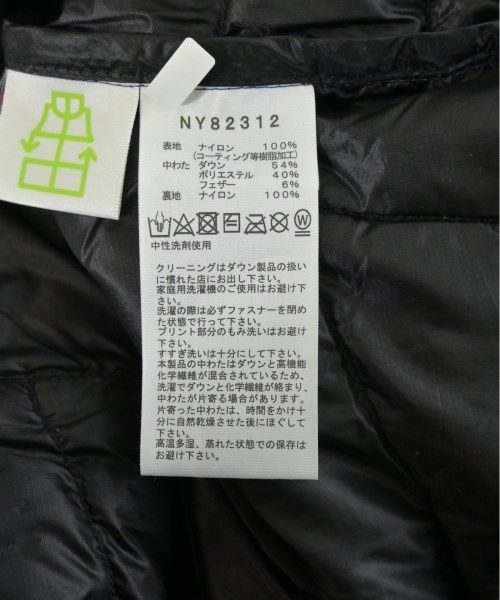 NY82312
表地 ナイロン 100%
(コーティング等樹脂加工)
中わた ダウン 54%
ポリエステル 40%
フェザー 6%
裏地 ナイロン 100%
W
中性洗剤使用
クリーニングはダウン製品の扱い
に慣れた店にお出し下さい。
家庭用洗濯機のご使用はお避け下
さい。
洗濯の際は必ずファスナーを閉め
た状態で行って下さい。
プリント部分のもみ洗いはお避け
下さい。
すすぎ洗いは十分にして下さい。
本製品の中わたはダウンと高機能
化学繊維が混合されているため、
洗濯でダウンと化学繊維が絡まり、
中わたが片寄る場合があります。
片寄った中わたは、時間をかけ十
分に自然乾燥させた後にほぐして
下さい。
高温多湿、蒸れた状態での保存は
お避け下さい。